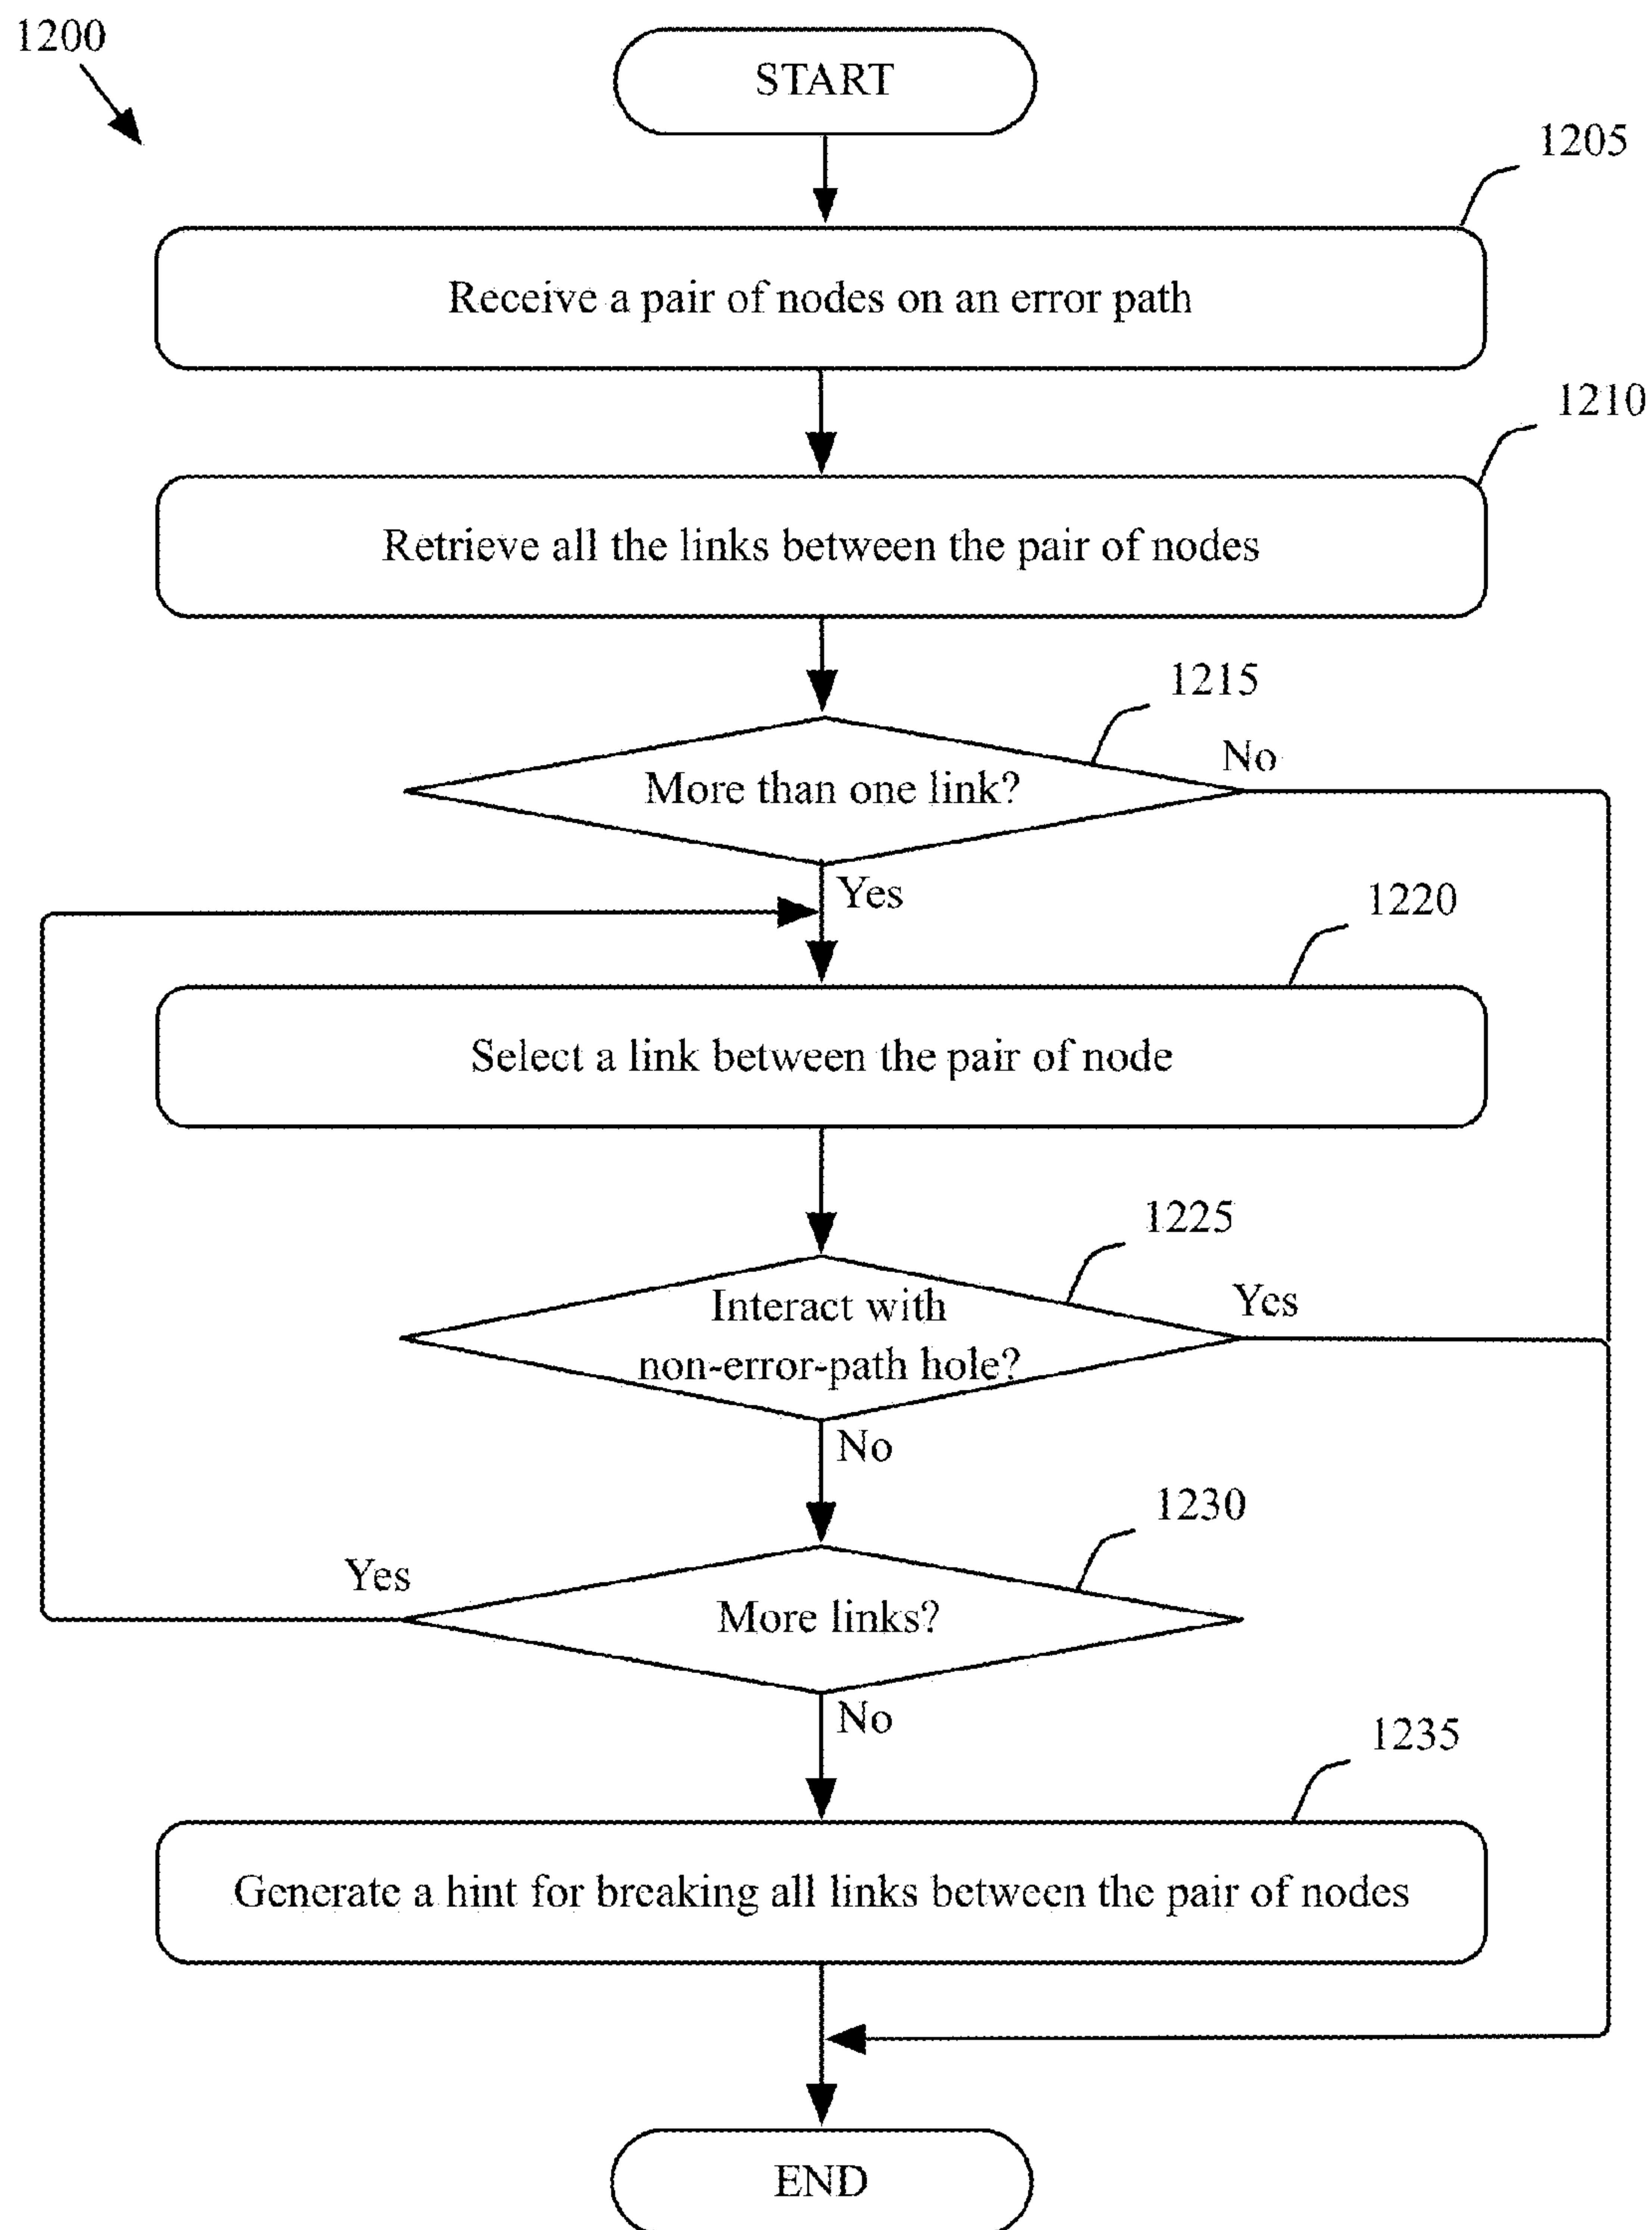 1200
START
1205
Receive a pair of nodes on an error path
1210
Retrieve all the links between the pair of nodes
1215
More than one link?
No
Yes
1220
Select a link between the pair of node
1225
Interact with
non-error-path hole?
Yes
No
1230
More links?
Yes
No
1235
Generate a hint for breaking all links between the pair of nodes
END